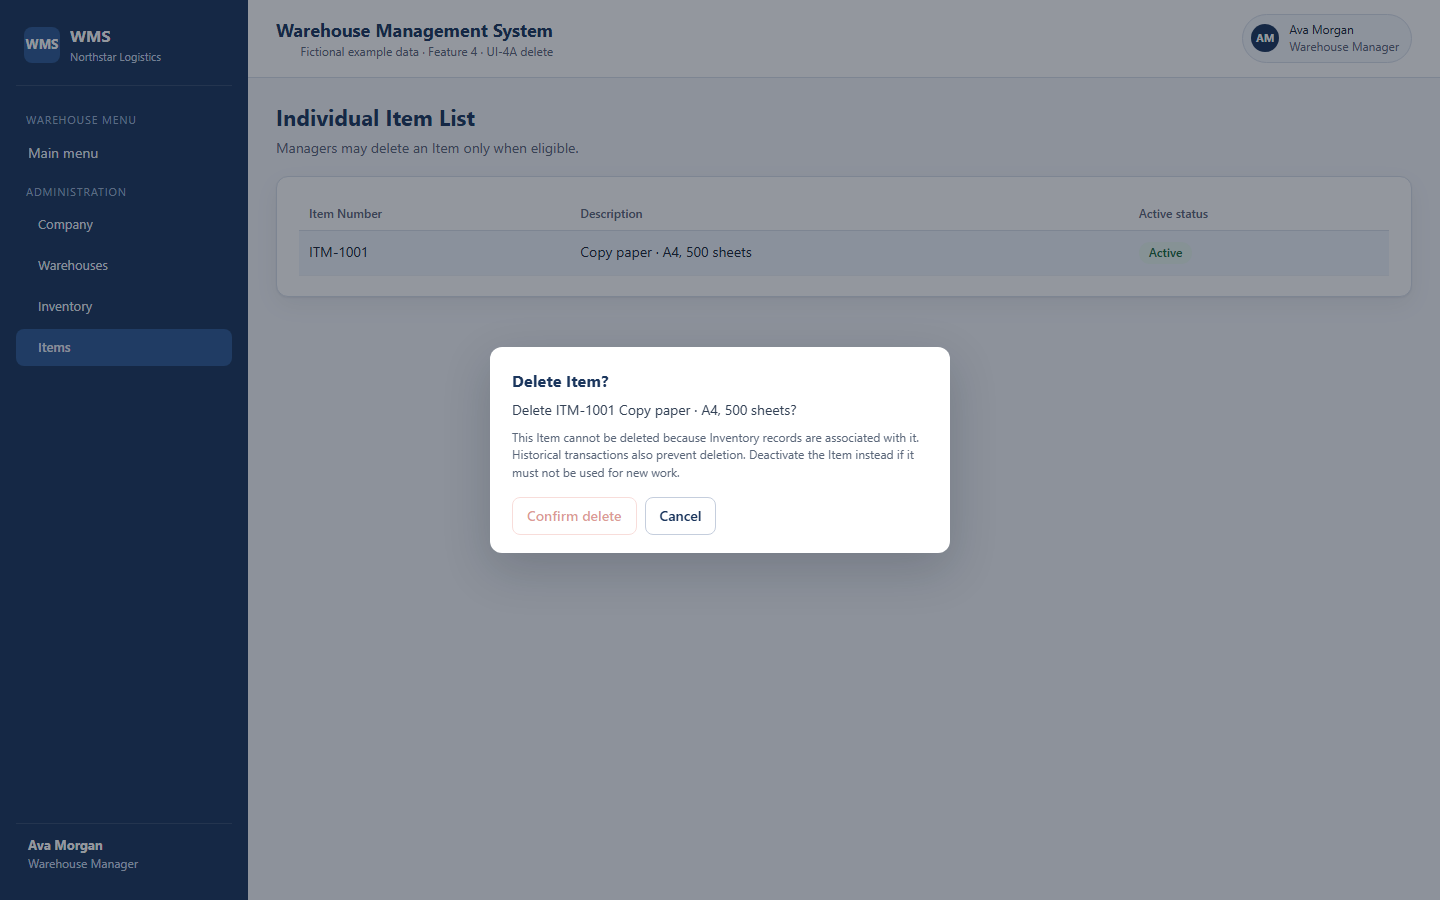 WMS
WMS
Northstar Logistics
WAREHOUSE MENU
Main menu
ADMINISTRATION
Company
Warehouses
Inventory
Items
Ava Morgan
Warehouse Manager
Warehouse Management System
Fictional example data · Feature 4 · UI-4A delete
AM
Ava Morgan
Warehouse Manager
Individual Item List
Managers may delete an Item only when eligible.
Item Number Description Active status
ITM-1001 Copy paper · A4, 500 sheets Active
Delete Item?
Delete ITM-1001 Copy paper · A4, 500 sheets?
This Item cannot be deleted because Inventory records are associated with it.
Historical transactions also prevent deletion. Deactivate the Item instead if it
must not be used for new work.
Confirm delete Cancel